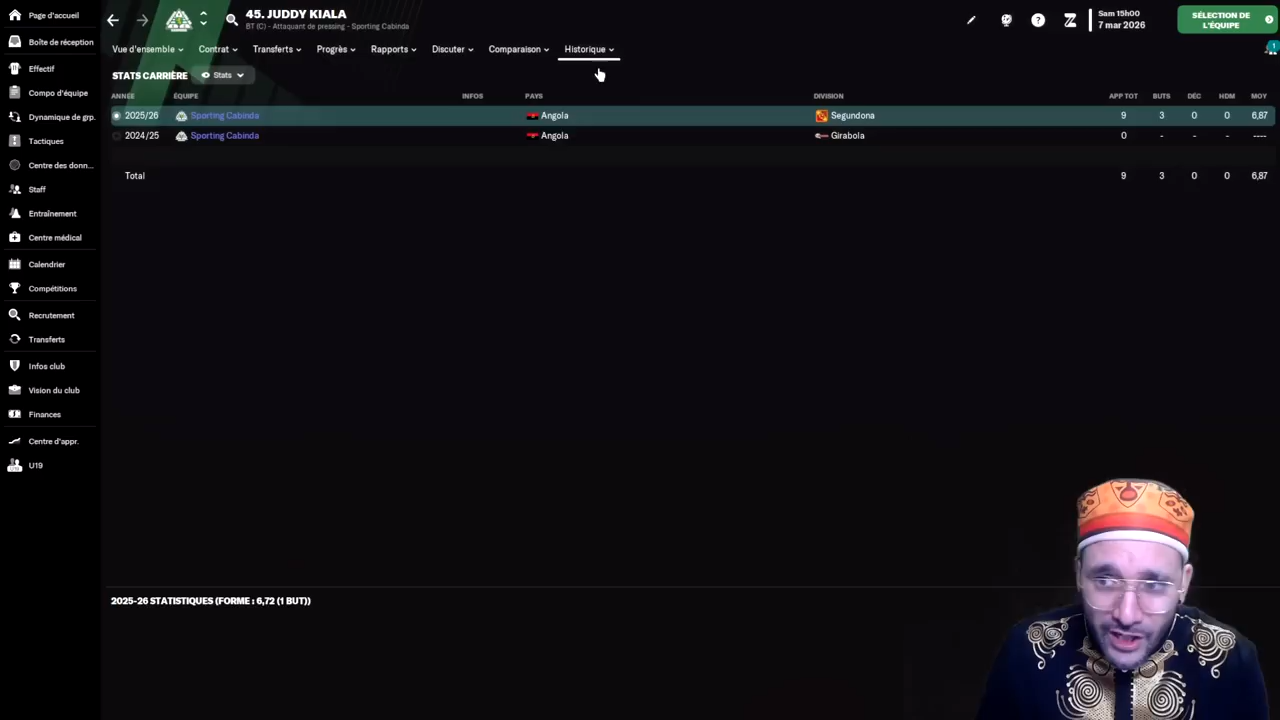 Page d'accueil
Boîte de réception
Effectif
Compo d'équipe
Dynamique de grp.
Tactiques
Centre des donn...
Staff
Entraînement
Centre médical
Calendrier
Compétitions
Recrutement
Transferts
Infos club
Vision du club
Finances
Centre d'appr.
U19
45. JUDDY KIALA
BT (C) - Attaquant de pressing - Sporting Cabinda
Sam 15h00
7 mar 2026
SÉLECTION DE
L'ÉQUIPE
1
Vue d'ensemble Contrat Transferts Progrès Rapports Discuter Comparaison Historique
STATS CARRIÈRE Stats
ANNÉE ÉQUIPE INFOS PAYS DIVISION APP TOT BUTS DÉC HDM MOY
2025/26 Sporting Cabinda Angola Segundona 9 3 0 0 6,87
2024/25 Sporting Cabinda Angola Girabola 0 - - - ----
Total 9 3 0 0 6,87
2025-26 STATISTIQUES (FORME : 6,72 (1 BUT))